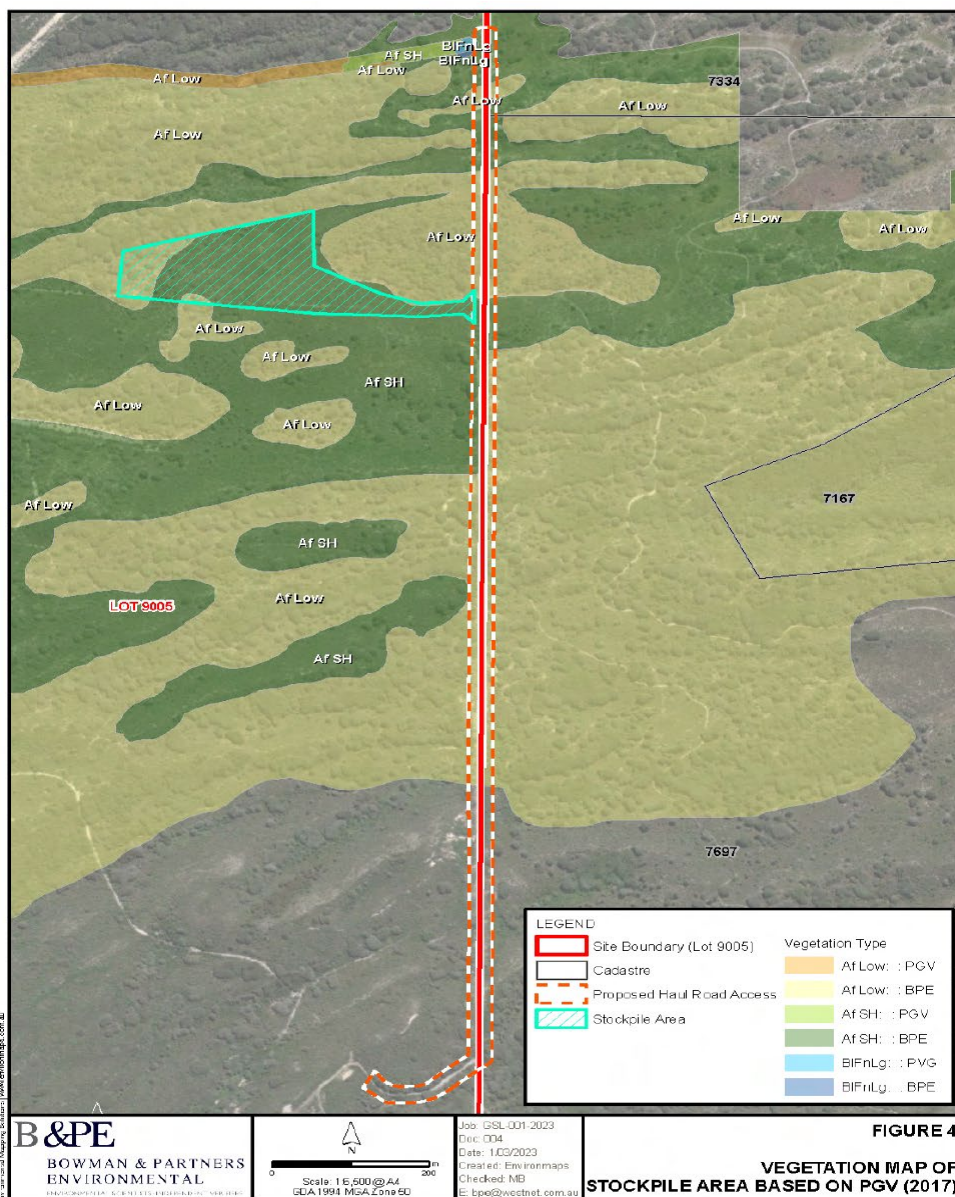 BIFnLg
Af SH
BIFnLg
Af Low
Af Low
7334
Af Low
Af Low
Af Low
Af Low
Af Low
Af Low
Af Low
Af Low
Af SH
Af Low
Af Low
Af Low
7167
Af SH
Af Low
LOT 9005
Af SH
7697
LEGEND
Site Boundary (Lot 9005)
Cadastre
Proposed Haul Road Access
Stockpile Area
Vegetation Type
Af Low: : PGV
Af Low: : BPE
Af SH: : PGV
Af SH: : BPE
BIFnLg: : PVG
BIFnLg: : BPE
B&PE
BOWMAN & PARTNERS
ENVIRONMENTAL
N
0 200
Scale: 1:6,500 @ A4
GDA 1994 MGA Zone 50
Job: GSL-001-2023
Doc: 004
Date: 1/03/2023
Created: Environmaps
Checked: MB
E: bpe@westnet.com.au
FIGURE 4
VEGETATION MAP OF
STOCKPILE AREA BASED ON PGV (2017)